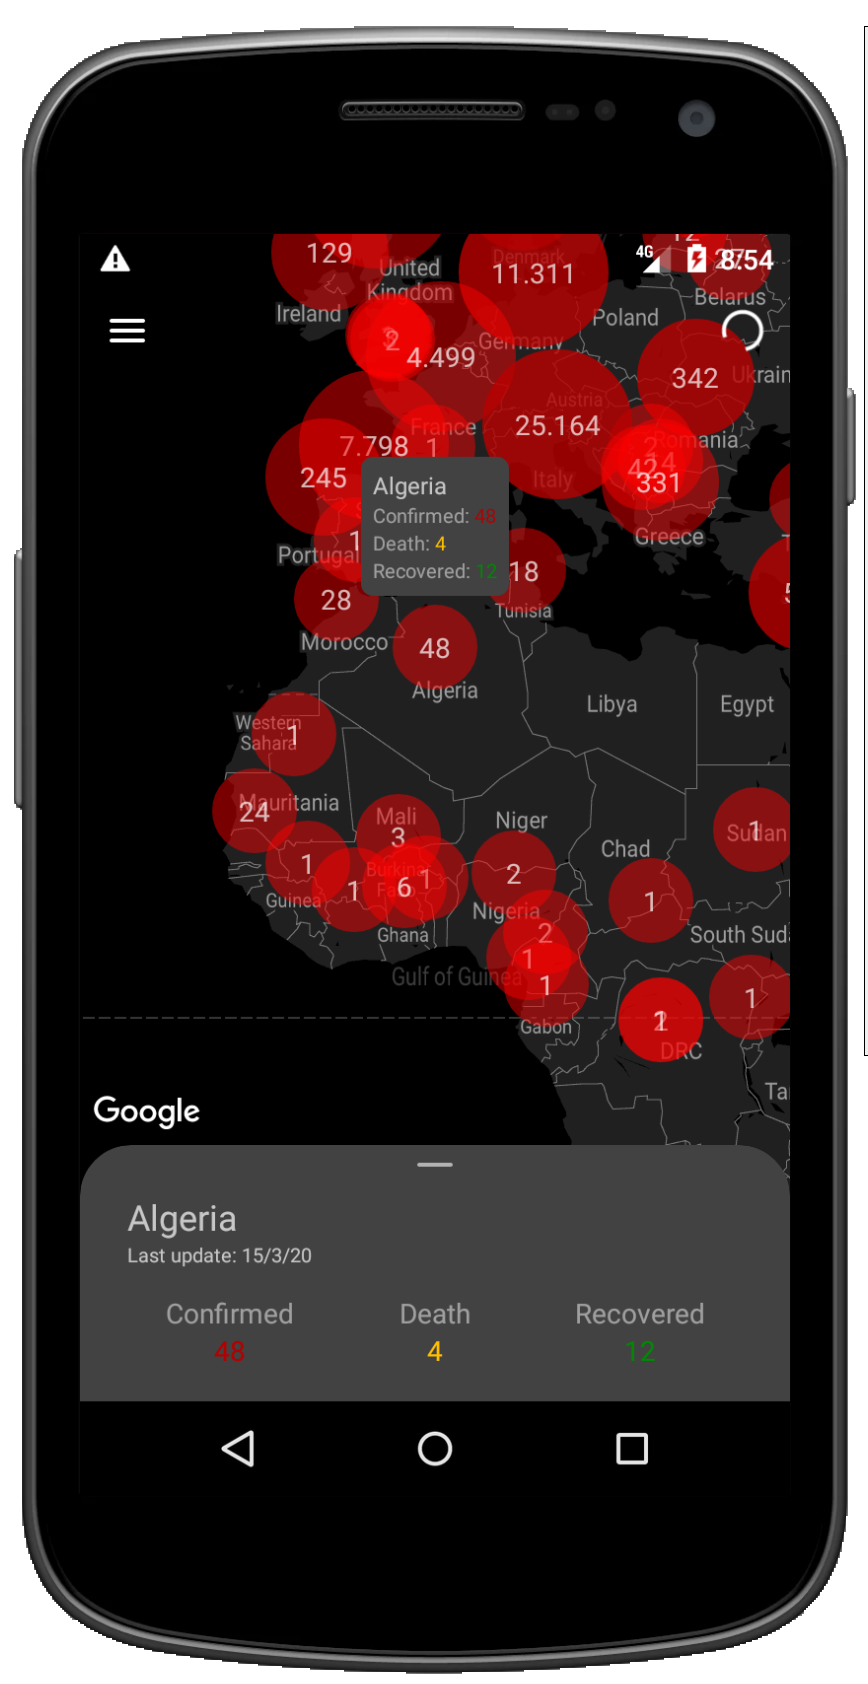 129
United
Kingdom
Denmark
11.311
4G
8:54
Belarus
Ireland
Poland
2
4.499
Germany
342
Ukrain
Austria
25.164
France
7.798
1
Romania
245
Italy
331
Algeria
Confirmed: 48
Death: 4
Recovered: 12
Greece
1
Portugal
18
28
Tunisia
Morocco
48
Algeria
Libya
Egypt
Western
Sahara
1
Mauritania
24
Mali
3
Niger
1
Sudan
Chad
1
1
Burkina
Faso
6
1
2
1
Guinea
Nigeria
Ghana
2
South Sud
1
Gulf of Guinea
1
1
Gabon
DRC
Ta
Google
Algeria
Last update: 15/3/20
Confirmed
Death
Recovered
48
4
12